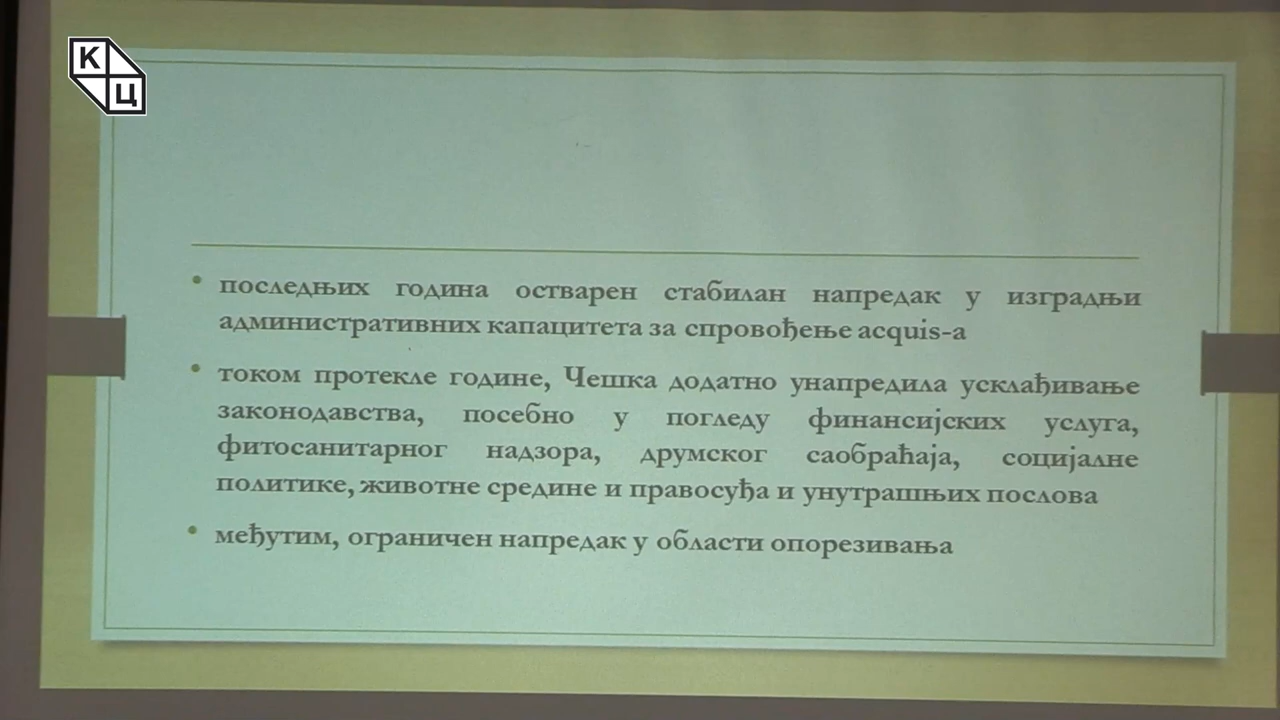 К
Ц
• последњих година остварен стабилан напредак у изградњи
административних капацитета за спровођење acquis-а
• током протекле године, Чешка додатно унапредила усклађивање
законодавства, посебно у погледу финансијских услуга,
фитосанитарног надзора, друмског саобраћаја, социјалне
политике, животне средине и правосуђа и унутрашњих послова
• међутим, ограничен напредак у области опорезивања